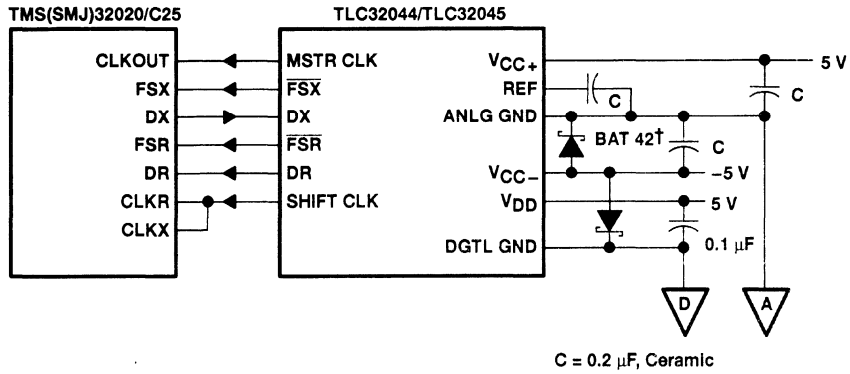 TMS(SMJ)32020/C25
TLC32044/TLC32045
CLKOUT
FSX
DX
FSR
DR
CLKR
CLKX
MSTR CLK
FSX
DX
FSR
DR
SHIFT CLK
VCC+
REF
ANLG GND
VCC−
VDD
DGTL GND
5 V
C
C
BAT 42†
C
−5 V
5 V
0.1 μF
D
A
C = 0.2 μF, Ceramic